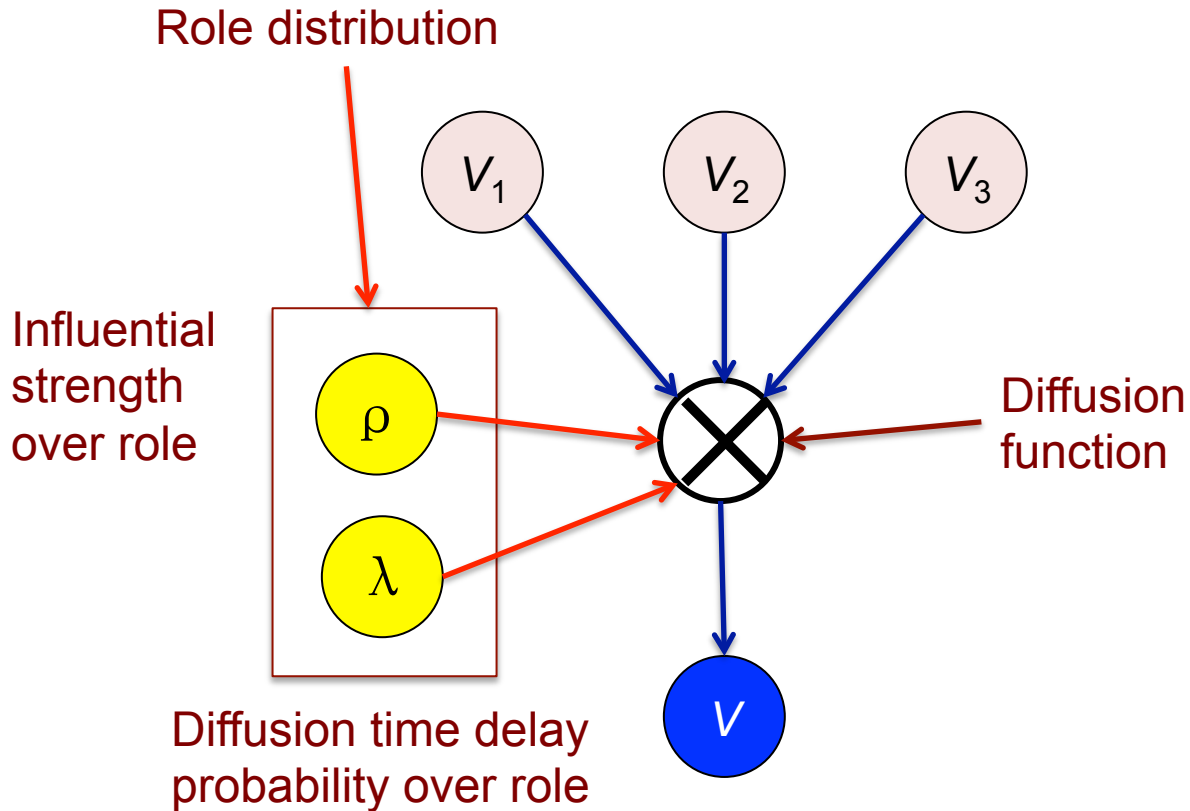 Role distribution
V1
V2
V3
Influential
strength
over role
ρ
Diffusion
function
λ
V
Diffusion time delay
probability over role